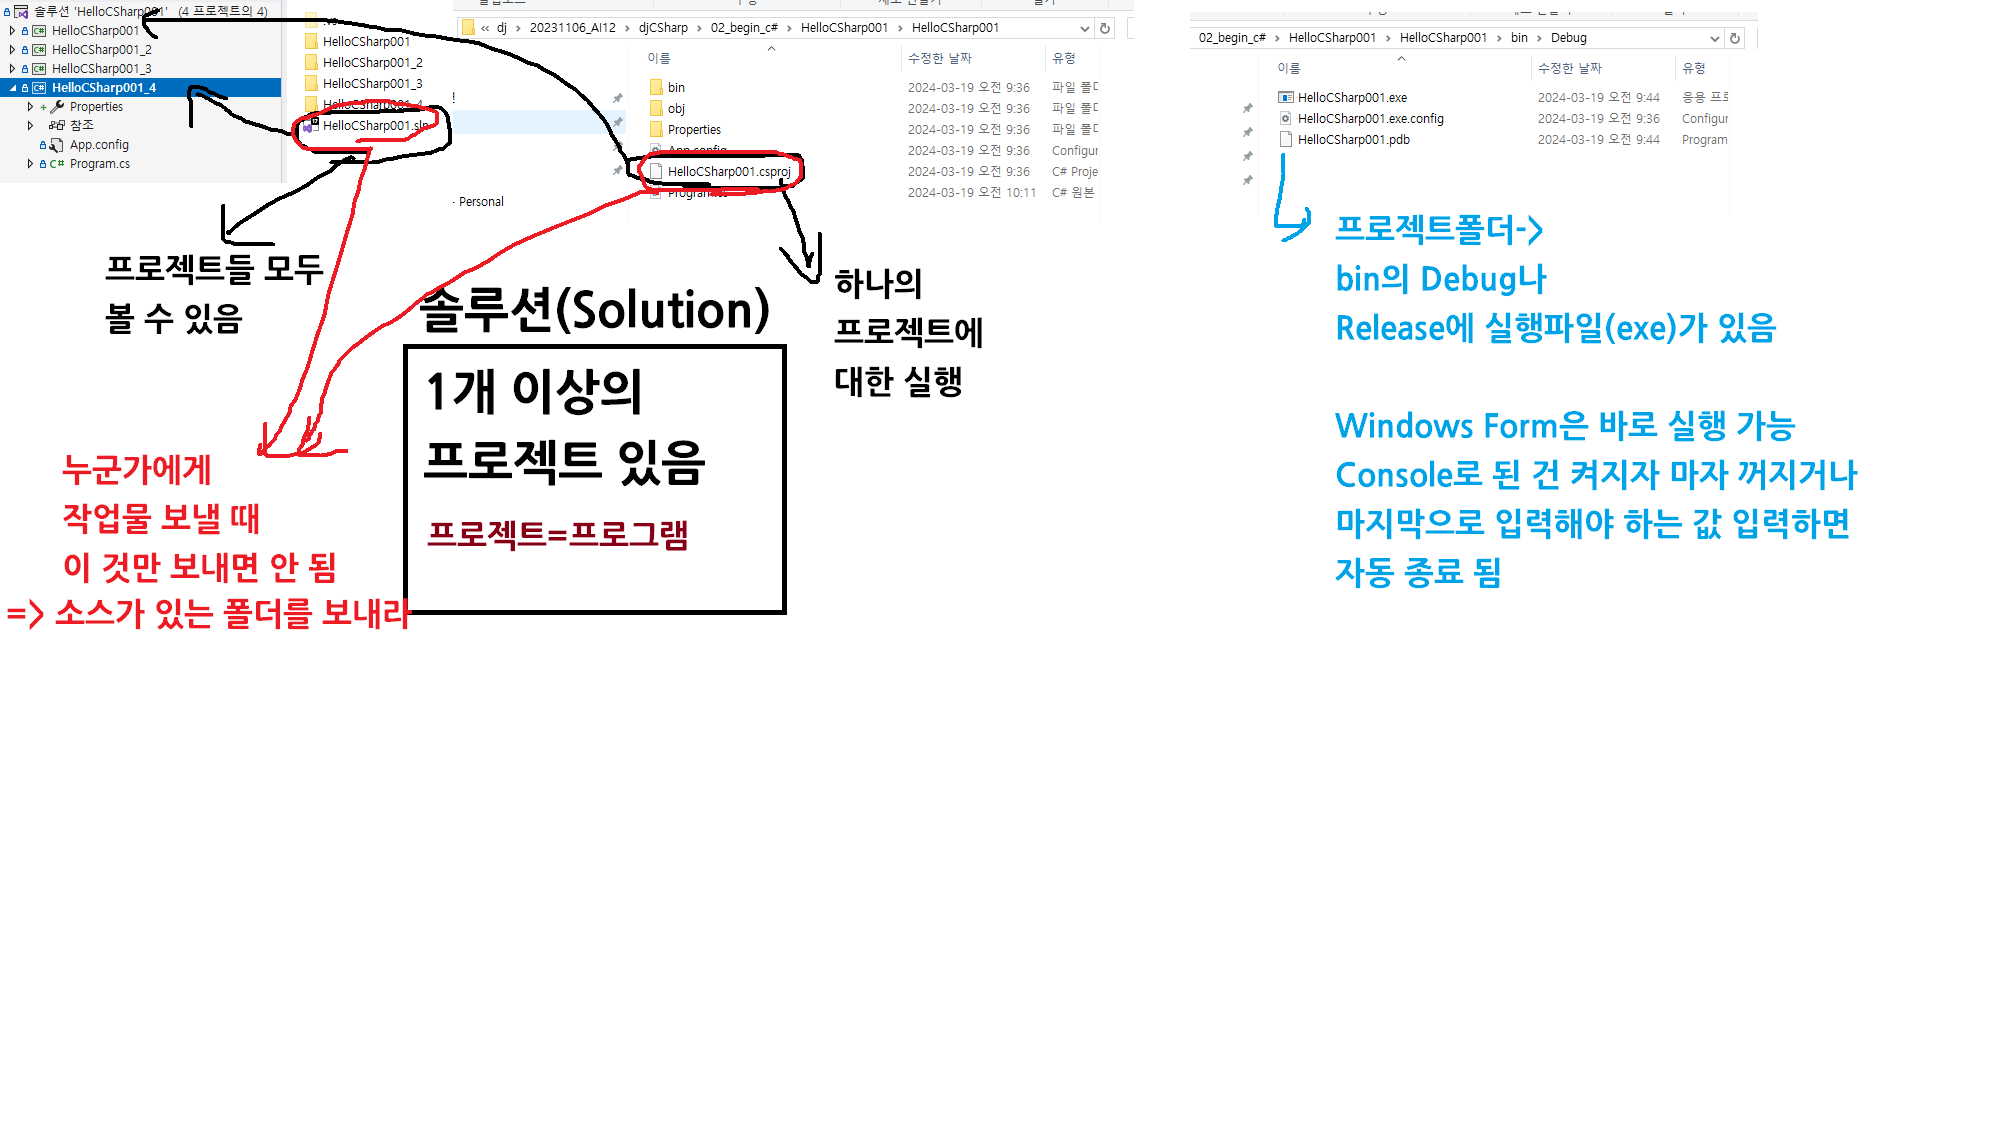 솔루션 'HelloCSharp001' (4 프로젝트의 4)
HelloCSharp001
HelloCSharp001_2
HelloCSharp001_3
HelloCSharp001_4
Properties
참조
App.config
C# Program.cs
HelloCSharp001
HelloCSharp001_2
HelloCSharp001_3
HelloCSharp001_4
HelloCSharp001.sln
« dj › 20231106_AI12 › djCSharp › 02_begin_c# › HelloCSharp001 › HelloCSharp001
이름 수정한 날짜 유형
bin 2024-03-19 오전 9:36 파일 폴더
obj 2024-03-19 오전 9:36 파일 폴더
Properties 2024-03-19 오전 9:36 파일 폴더
App.config 2024-03-19 오전 9:36 Configur
HelloCSharp001.csproj 2024-03-19 오전 9:36 C# Proje
Program.cs 2024-03-19 오전 10:11 C# 원본
- Personal
02_begin_c# › HelloCSharp001 › HelloCSharp001 › bin › Debug
이름 수정한 날짜 유형
HelloCSharp001.exe 2024-03-19 오전 9:44 응용 프로
HelloCSharp001.exe.config 2024-03-19 오전 9:36 Configur
HelloCSharp001.pdb 2024-03-19 오전 9:44 Program
프로젝트들 모두
볼 수 있음
누군가에게
작업물 보낼 때
이 것만 보내면 안 됨
=> 소스가 있는 폴더를 보내라
솔루션(Solution)
1개 이상의
프로젝트 있음
프로젝트=프로그램
하나의
프로젝트에
대한 실행
프로젝트폴더->
bin의 Debug나
Release에 실행파일(exe)가 있음
Windows Form은 바로 실행 가능
Console로 된 건 켜지자 마자 꺼지거나
마지막으로 입력해야 하는 값 입력하면
자동 종료 됨